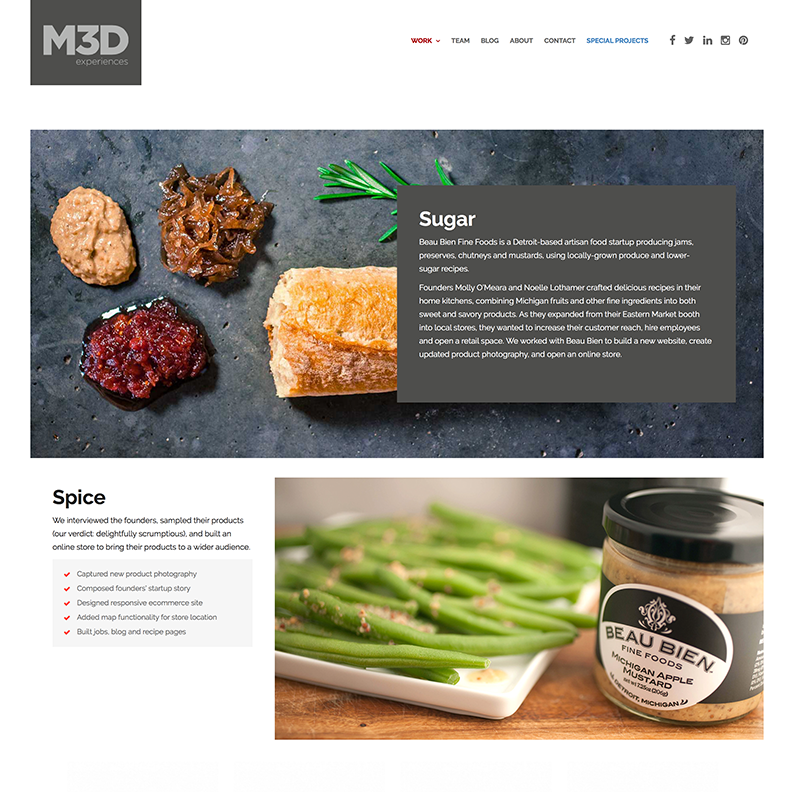 M3D
experiences
WORK TEAM BLOG ABOUT CONTACT SPECIAL PROJECTS
Sugar
Beau Bien Fine Foods is a Detroit-based artisan food startup producing jams,
preserves, chutneys and mustards, using locally-grown produce and lower-
sugar recipes.
Founders Molly O'Meara and Noelle Lothamer crafted delicious recipes in their
home kitchens, combining Michigan fruits and other fine ingredients into both
sweet and savory products. As they expanded from their Eastern Market booth
into local stores, they wanted to increase their customer reach, hire employees
and open a retail space. We worked with Beau Bien to build a new website, create
updated product photography, and open an online store.
Spice
We interviewed the founders, sampled their products
(our verdict: delightfully scrumptious), and built an
online store to bring their products to a wider audience.
Captured new product photography
Composed founders' startup story
Designed responsive ecommerce site
Added map functionality for store location
Built jobs, blog and recipe pages
BEAU BIEN
FINE FOODS
MICHIGAN APPLE
MUSTARD
net wt 7.25oz (206g)
DETROIT, MICHIGAN